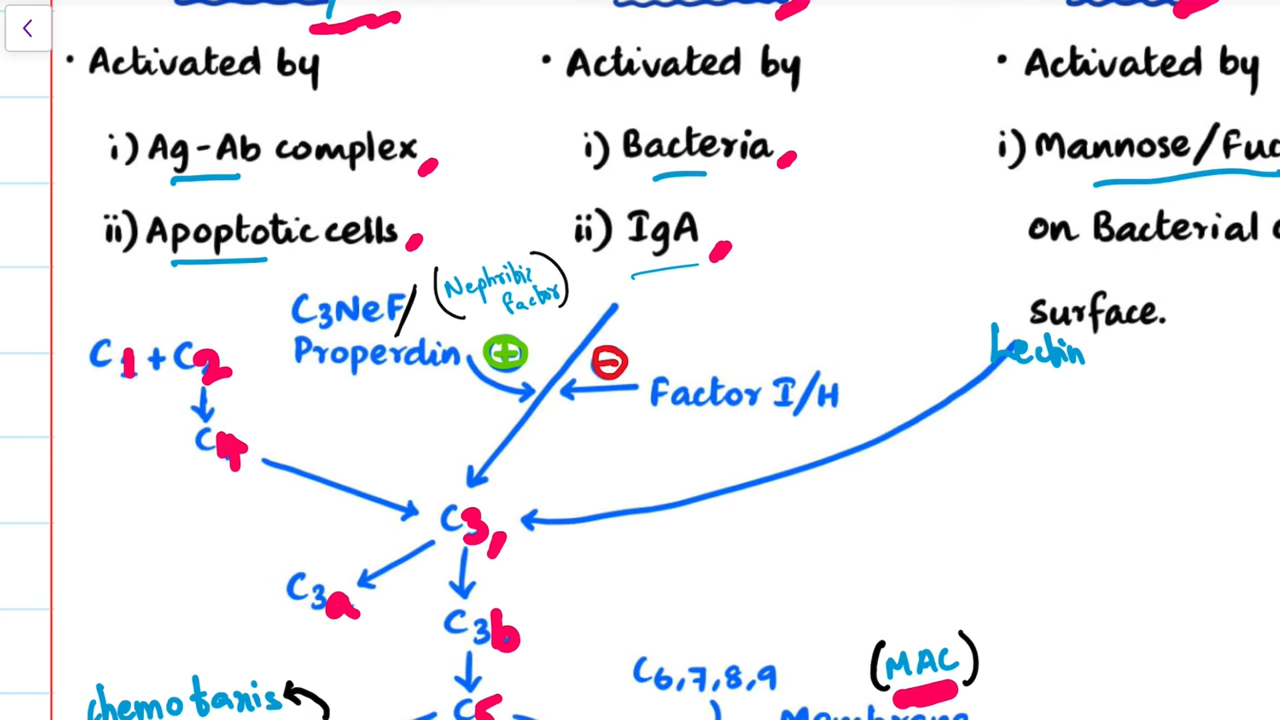 • Activated by
i) Ag-Ab complex
ii) Apoptotic cells
• Activated by
i) Bacteria
ii) IgA
• Activated by
i) Mannose/Fuc
on Bacterial
surface.
Lectin
C3NeF/ (Nephritic
factor)
Properdin
+
-
Factor I/H
C1 + C2
C4
C3,
C3a
C3b
C5
C6,7,8,9
(MAC)
Membrane
chemotaxis